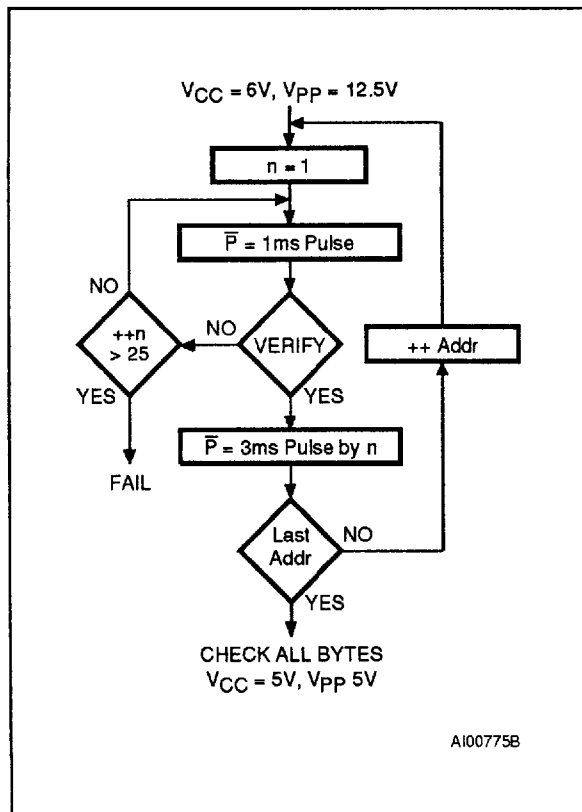 VCC = 6V, VPP = 12.5V
n = 1
P̅ = 1ms Pulse
NO
++n
> 25
NO
VERIFY
++ Addr
YES
YES
P̅ = 3ms Pulse by n
FAIL
Last
Addr
NO
YES
CHECK ALL BYTES
VCC = 5V, VPP 5V
AI00775B